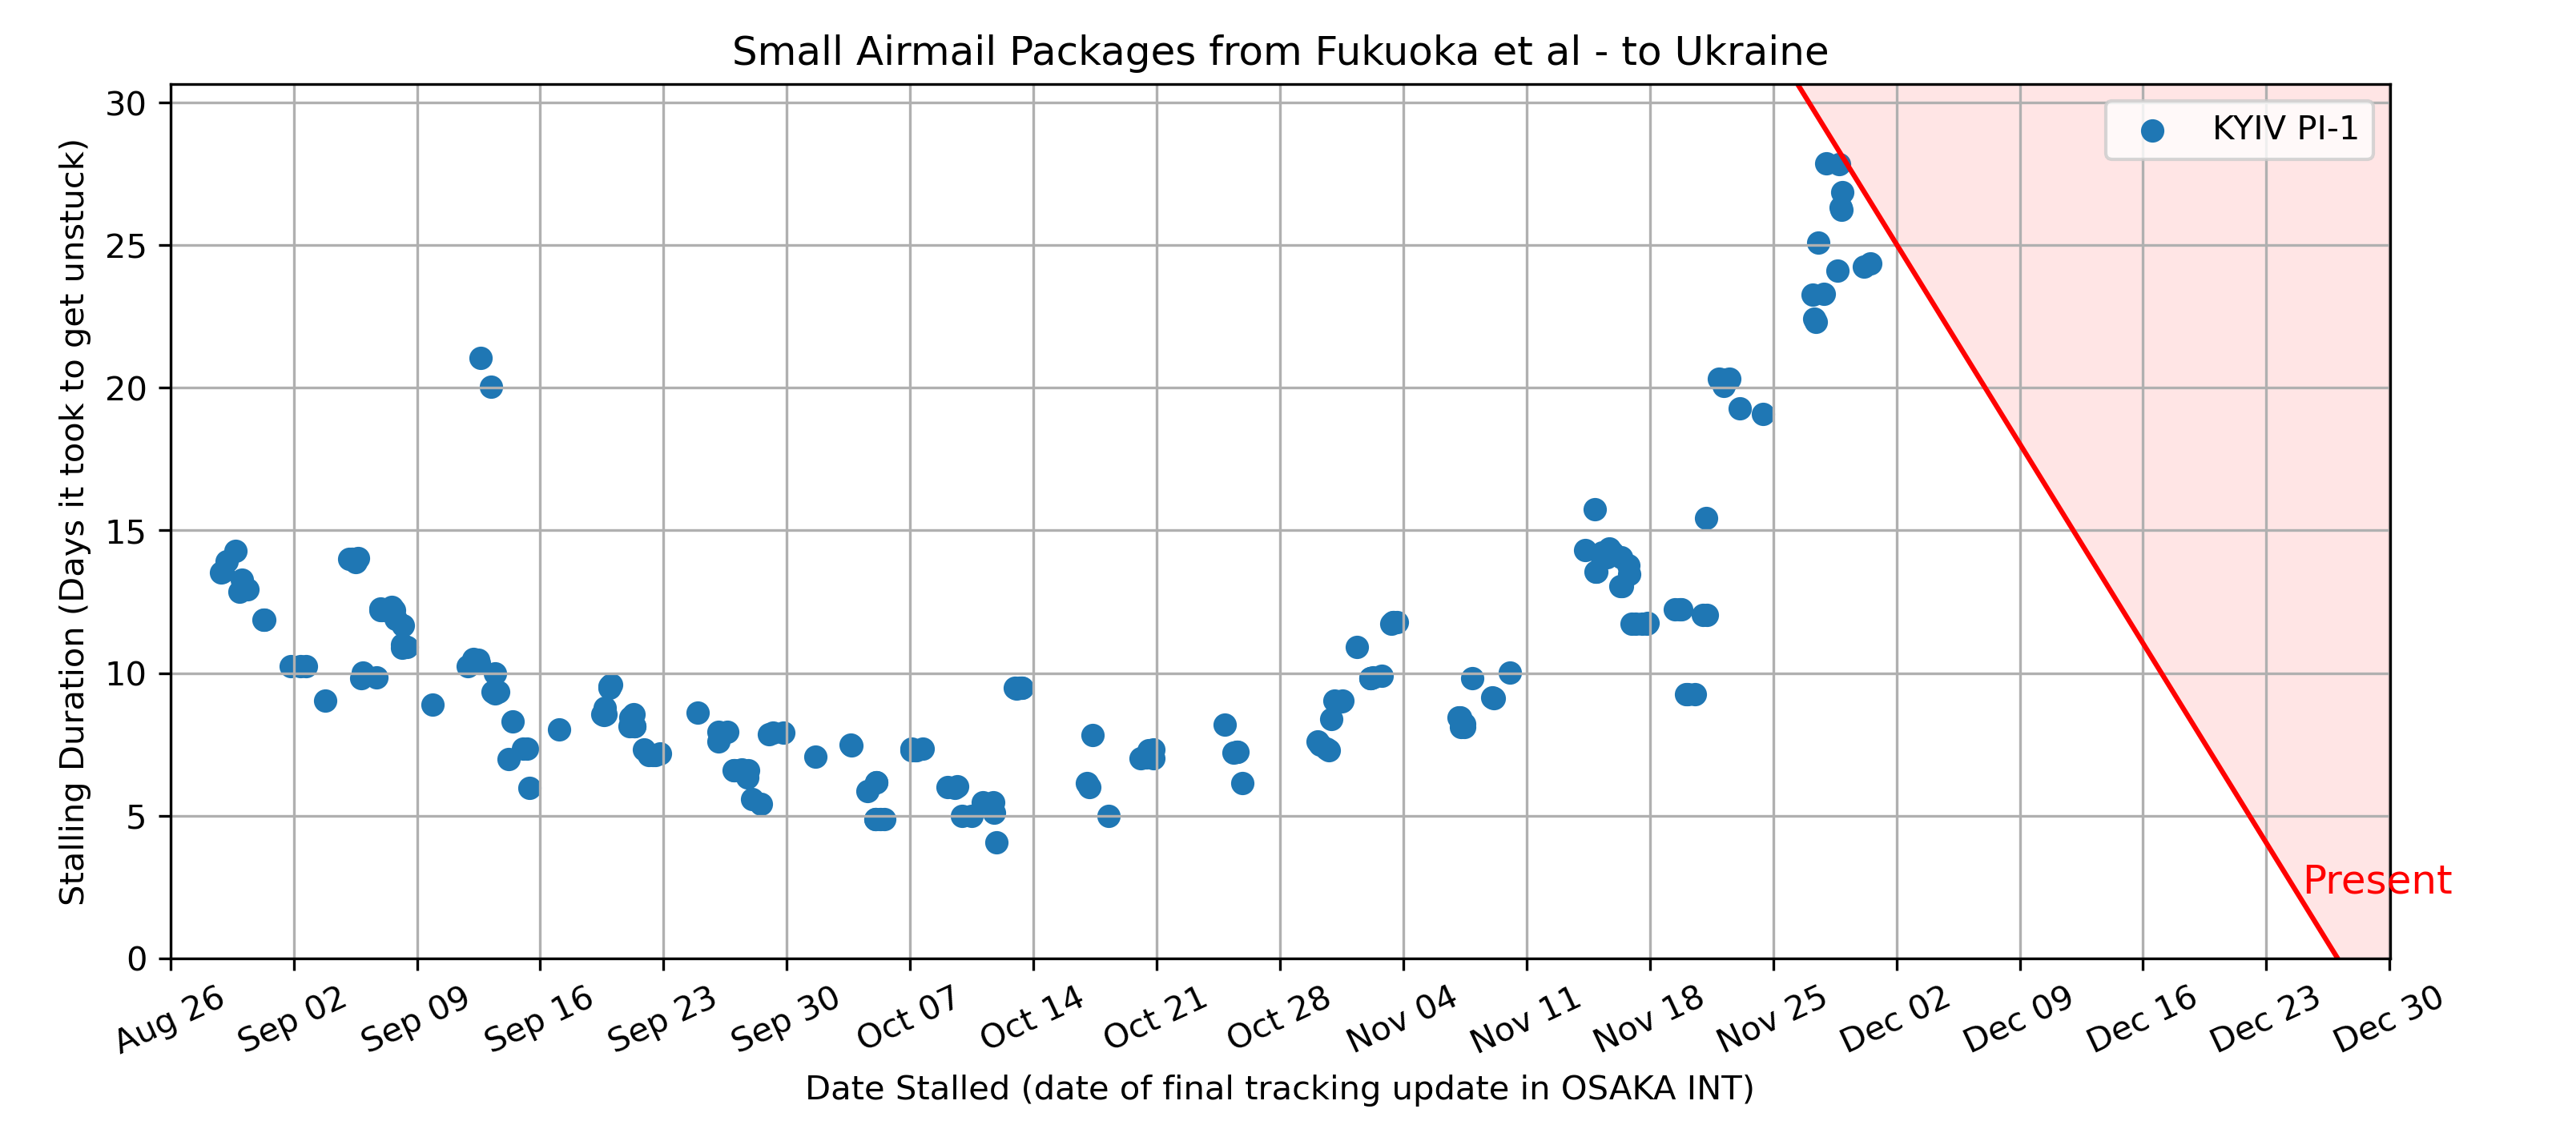 Small Airmail Packages from Fukuoka et al - to Ukraine
Stalling Duration (Days it took to get unstuck)
30
25
20
15
10
5
0
KYIV PI-1
Present
Aug 26
Sep 02
Sep 09
Sep 16
Sep 23
Sep 30
Oct 07
Oct 14
Oct 21
Oct 28
Nov 04
Nov 11
Nov 18
Nov 25
Dec 02
Dec 09
Dec 16
Dec 23
Dec 30
Date Stalled (date of final tracking update in OSAKA INT)